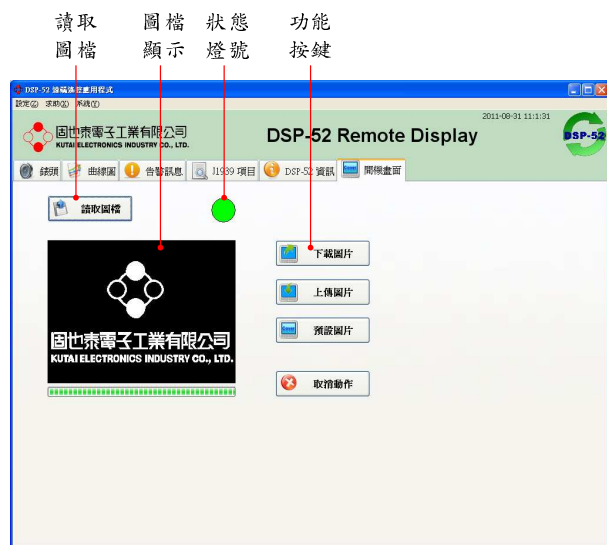 讀取 圖檔 狀態 功能
圖檔 顯示 燈號 按鍵
DSP-52 遠端遙控應用程式
設定(Z) 求助(X) 系統(Y)
2011-08-31 11:1:31
固也泰電子工業有限公司
KUTAI ELECTRONICS INDUSTRY CO., LTD.
DSP-52 Remote Display
DSP-52
錶頭 曲線圖 告警訊息 J1939 項目 DSP-52 資訊 開機畫面
讀取圖檔
下載圖片
固也泰電子工業有限公司
KUTAI ELECTRONICS INDUSTRY CO., LTD.
上傳圖片
預設圖片
取消動作